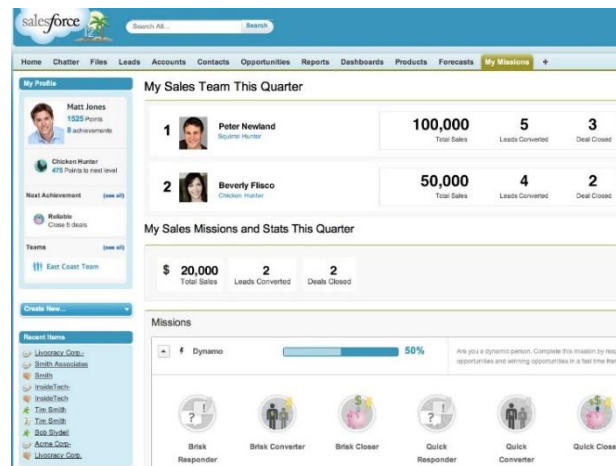 salesforce
12
Search All...
Search
Home Chatter Files Leads Accounts Contacts Opportunities Reports Dashboards Products Forecasts My Missions +
My Profile
Matt Jones
1525 Points
8 achievements
Chicken Hunter
475 Points to next level
Next Achievement (see all)
Reliable
Close 5 deals
Teams (see all)
East Coast Team
Create New...
Recent Items
Livocracy Corp.-
Smith Associates
Smith
InsideTech-
InsideTech
Tim Smith
Tim Smith
Bob Slydell
Acme Corp-
Livocracy Corp.
My Sales Team This Quarter
1
Peter Newland
Squirrel Hunter
100,000 5 3
Total Sales Leads Converted Deal Closed
2
Beverly Flisco
Chicken Hunter
50,000 4 2
Total Sales Leads Converted Deal Closed
My Sales Missions and Stats This Quarter
$ 20,000 2 2
Total Sales Leads Converted Deals Closed
Missions
Dynamo 50%
Are you a dynamic person. Complete this mission by
opportunities and winning opportunities in a fast time
Brisk Responder
Brisk Converter
Brisk Closer
Quick Responder
Quick Converter
Quick Close